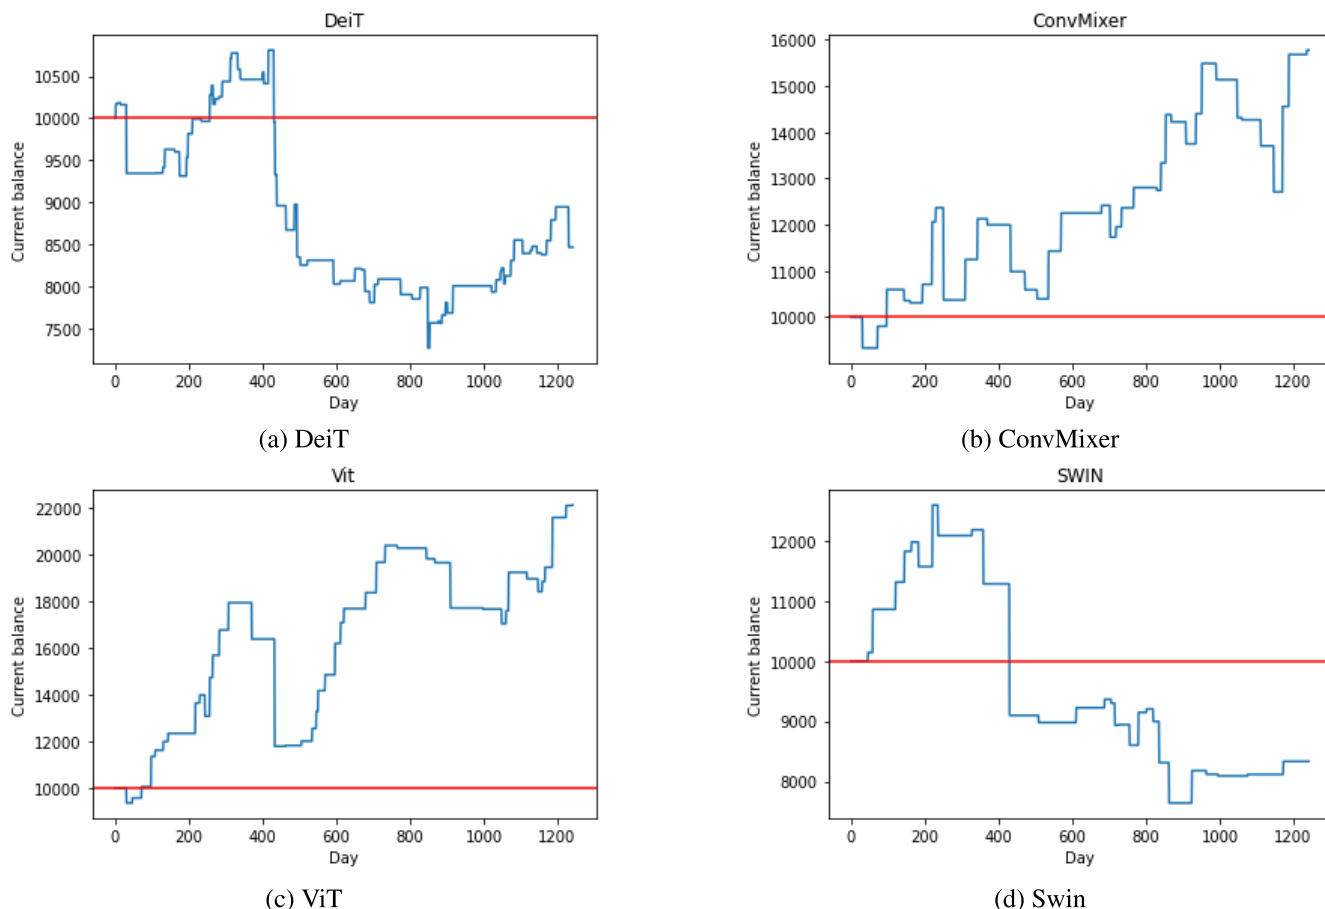 DeiT
10500
10000
9500
9000
8500
8000
7500
Current balance
0 200 400 600 800 1000 1200
Day
(a) DeiT
ConvMixer
16000
15000
14000
13000
12000
11000
10000
Current balance
0 200 400 600 800 1000 1200
Day
(b) ConvMixer
Vit
22000
20000
18000
16000
14000
12000
10000
Current balance
0 200 400 600 800 1000 1200
Day
(c) ViT
SWIN
12000
11000
10000
9000
8000
Current balance
0 200 400 600 800 1000 1200
Day
(d) Swin